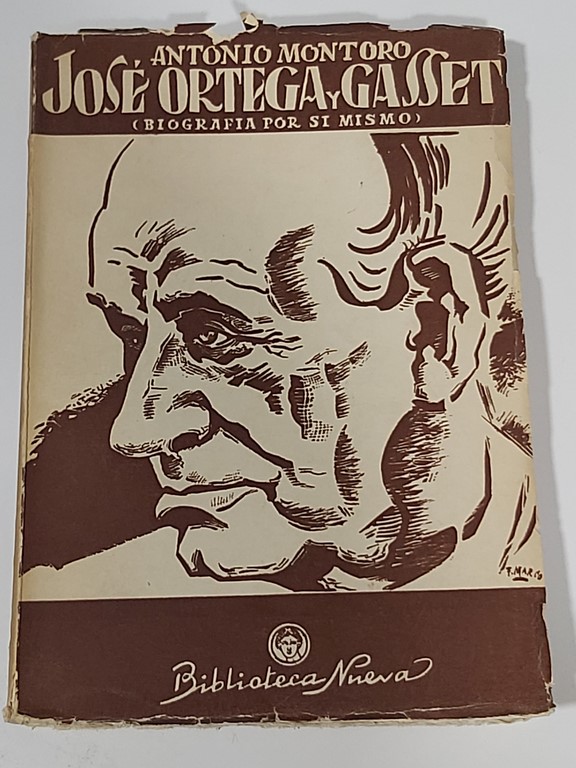 ANTONIO MONTORO
JOSÉ ORTEGA Y GASSET
(BIOGRAFIA POR SI MISMO)
Biblioteca Nueva